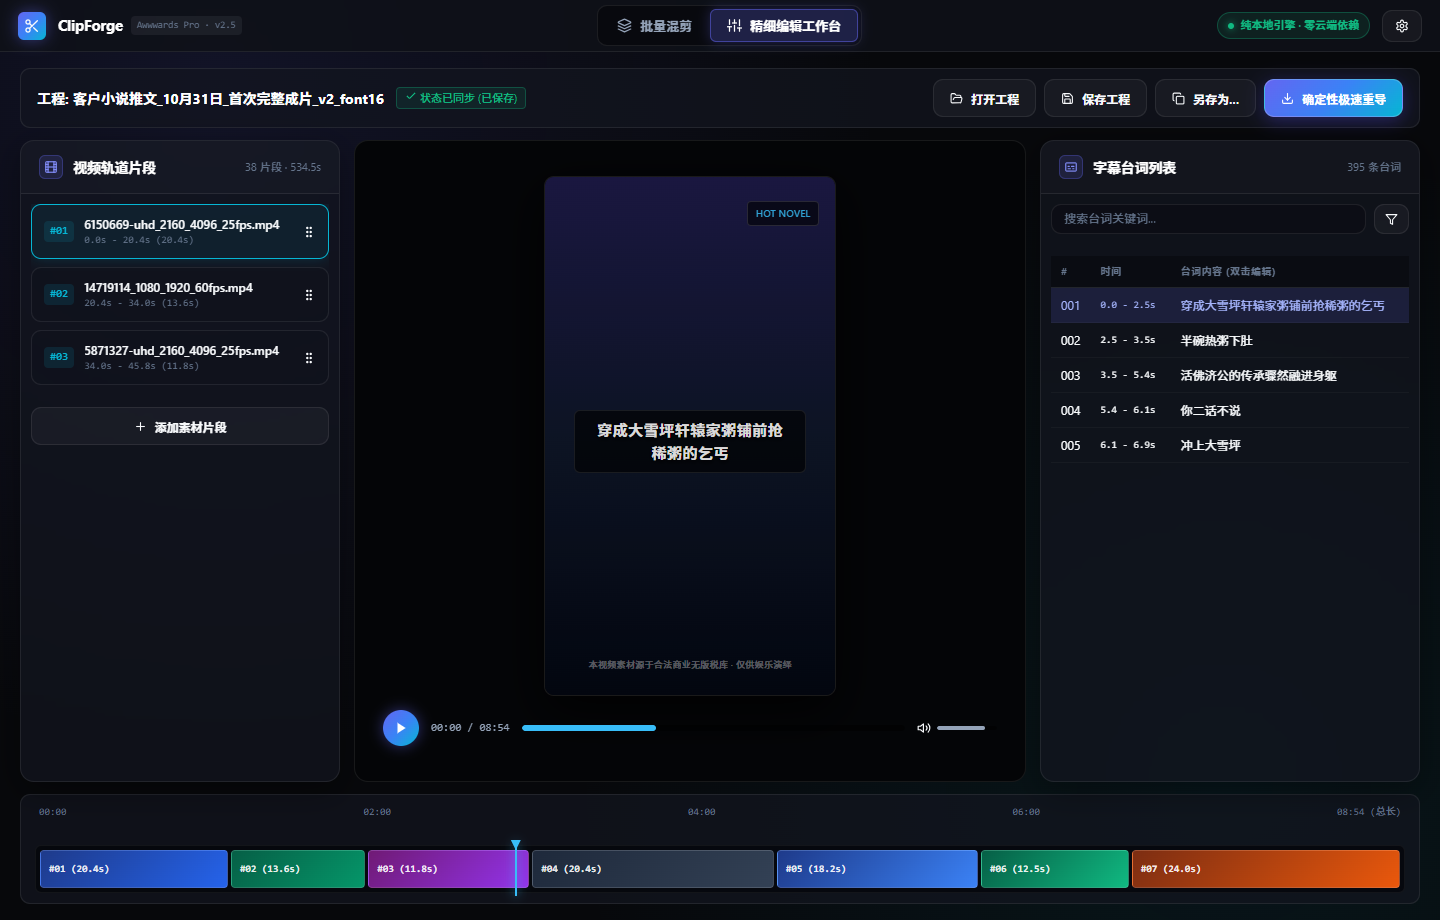 ClipForge
Awwwards Pro · v2.5
批量混剪
精细编辑工作台
纯本地引擎 · 零云端依赖
工程: 客户小说推文_10月31日_首次完整成片_v2_font16
状态已同步 (已保存)
打开工程
保存工程
另存为...
确定性极速重导
视频轨道片段
38 片段 · 534.5s
#01
6150669-uhd_2160_4096_25fps.mp4
0.0s - 20.4s (20.4s)
#02
14719114_1080_1920_60fps.mp4
20.4s - 34.0s (13.6s)
#03
5871327-uhd_2160_4096_25fps.mp4
34.0s - 45.8s (11.8s)
添加素材片段
HOT NOVEL
穿成大雪坪轩辕家粥铺前抢
稀粥的乞丐
本视频素材源于合法商业无版税库 · 仅供娱乐演绎
00:00 / 08:54
字幕台词列表
395 条台词
搜索台词关键词...
# 时间 台词内容 (双击编辑)
001 0.0 - 2.5s 穿成大雪坪轩辕家粥铺前抢稀粥的乞丐
002 2.5 - 3.5s 半碗热粥下肚
003 3.5 - 5.4s 活佛济公的传承骤然融进身躯
004 5.4 - 6.1s 你二话不说
005 6.1 - 6.9s 冲上大雪坪
00:00 02:00 04:00 06:00 08:54 (总长)
#01 (20.4s) #02 (13.6s) #03 (11.8s) #04 (20.4s) #05 (18.2s) #06 (12.5s) #07 (24.0s)